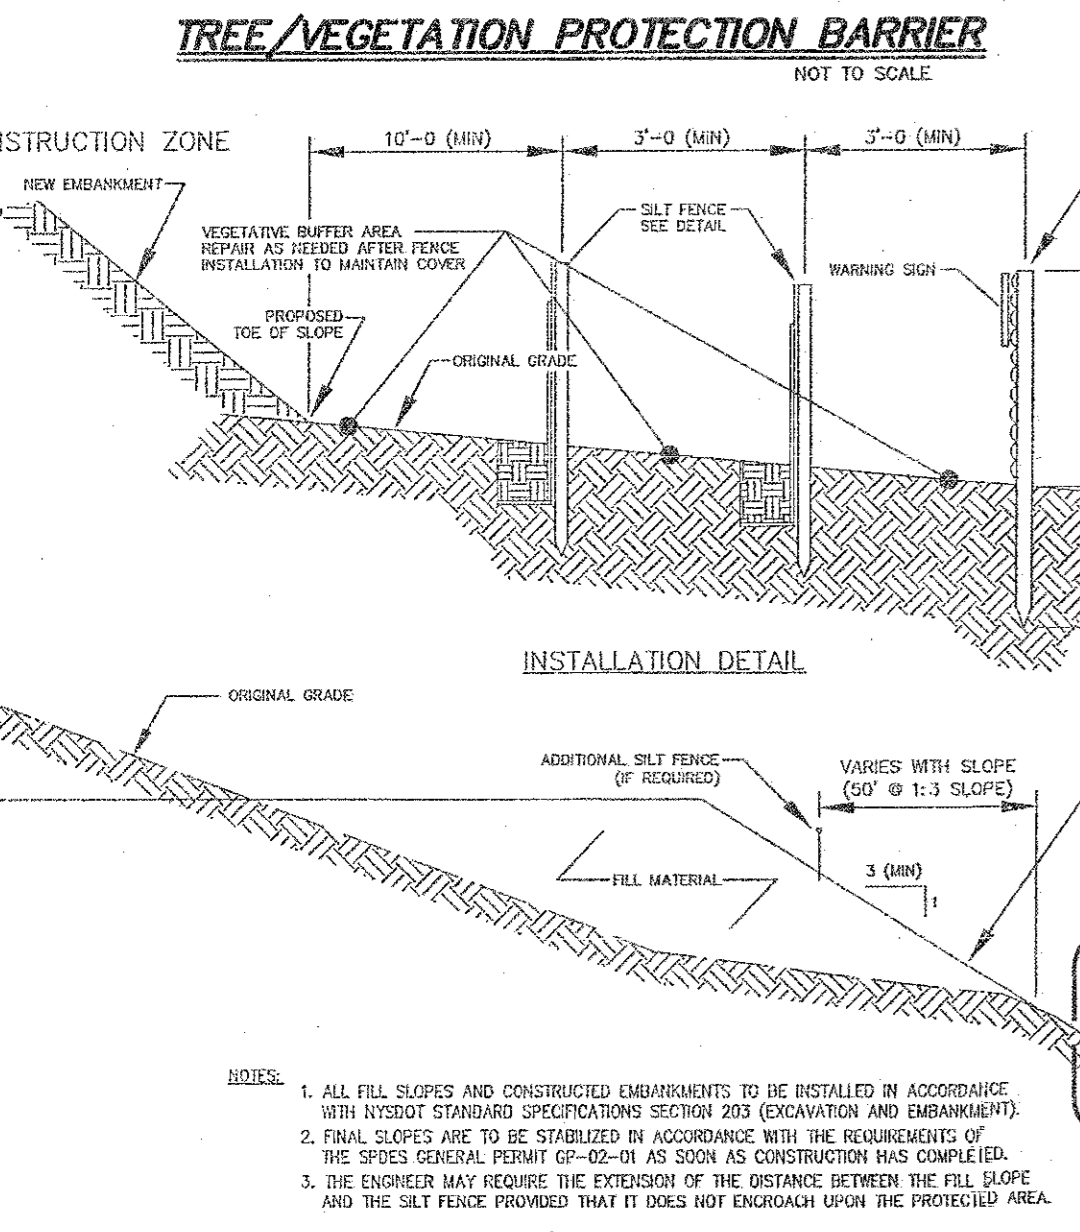 TREE/VEGETATION PROTECTION BARRIER
NOT TO SCALE
NSTRUCTION ZONE
10'-0 (MIN)
3'-0 (MIN)
3'-0 (MIN)
NEW EMBANKMENT
VEGETATIVE BUFFER AREA
REPAIR AS NEEDED AFTER FENCE
INSTALLATION TO MAINTAIN COVER
SILT FENCE
SEE DETAIL
WARNING SIGN
PROPOSED
TOE OF SLOPE
ORIGINAL GRADE
INSTALLATION DETAIL
ORIGINAL GRADE
ADDITIONAL SILT FENCE
(IF REQUIRED)
VARIES WITH SLOPE
(50' @ 1:3 SLOPE)
3 (MIN)
1
FILL MATERIAL
NOTES:
1. ALL FILL SLOPES AND CONSTRUCTED EMBANKMENTS TO BE INSTALLED IN ACCORDANCE
WITH NYSDOT STANDARD SPECIFICATIONS SECTION 203 (EXCAVATION AND EMBANKMENT).
2. FINAL SLOPES ARE TO BE STABILIZED IN ACCORDANCE WITH THE REQUIREMENTS OF
THE SPDES GENERAL PERMIT GP-02-01 AS SOON AS CONSTRUCTION HAS COMPLETED.
3. THE ENGINEER MAY REQUIRE THE EXTENSION OF THE DISTANCE BETWEEN THE FILL SLOPE
AND THE SILT FENCE PROVIDED THAT IT DOES NOT ENCROACH UPON THE PROTECTED AREA.